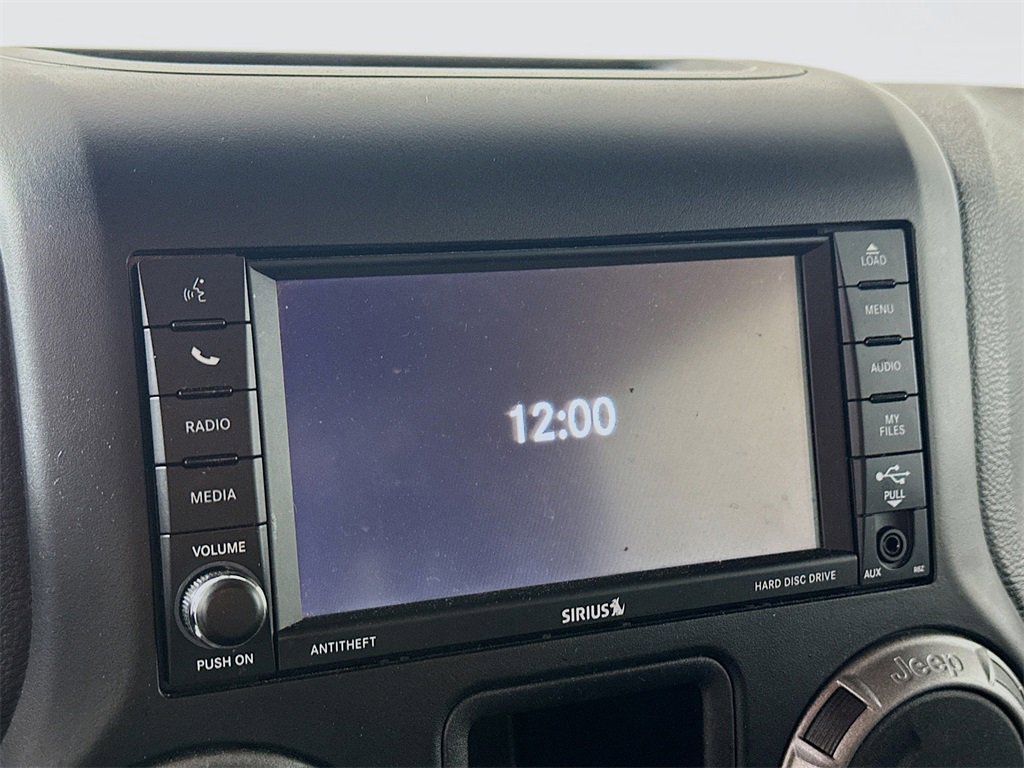 RADIO
MEDIA
VOLUME
PUSH ON
12:00
ANTITHEFT
SIRIUS
HARD DISC DRIVE
LOAD
MENU
AUDIO
MY
FILES
PULL
AUX
RBZ
Jeep